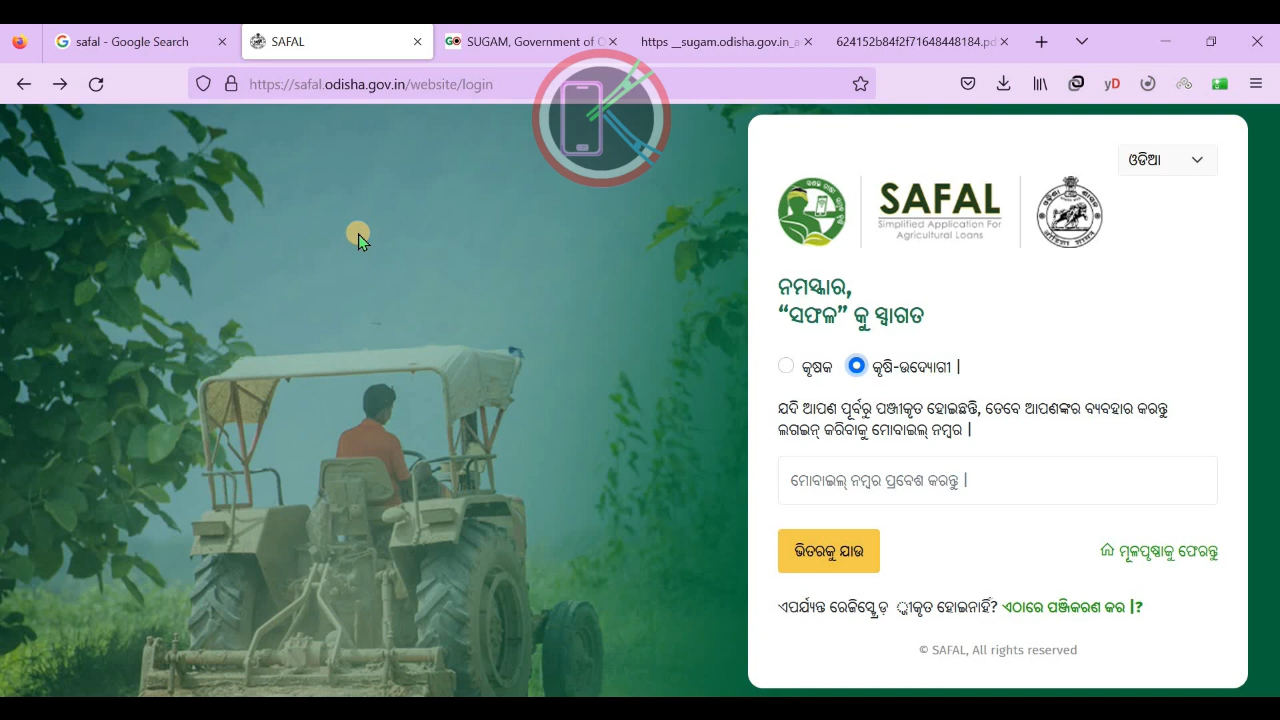 safal - Google Search
SAFAL
SUGAM, Government of O
https __sugam.odisha.gov.in_a
624152b84f2f71648448184.pd
https://safal.odisha.gov.in/website/login
yD
ଓଡିଆ
SAFAL
Simplified Application For
Agricultural Loans
ନମସ୍କାର,
“ସଫଳ” କୁ ସ୍ୱାଗତ
କୃଷକ
କୃଷି-ଉଦ୍ୟୋଗୀ |
ଯଦି ଆପଣ ପୂର୍ବରୁ ପଞ୍ଜୀକୃତ ହୋଇଛନ୍ତି, ତେବେ ଆପଣଙ୍କର ବ୍ୟବହାର କରନ୍ତୁ
ଲଗଇନ୍ କରିବାକୁ ମୋବାଇଲ୍ ନମ୍ବର |
ମୋବାଇଲ୍ ନମ୍ବର ପ୍ରବେଶ କରନ୍ତୁ |
ଭିତରକୁ ଯାଉ
ମୂଳପୃଷ୍ଠାକୁ ଫେରନ୍ତୁ
ଏପର୍ଯ୍ୟନ୍ତ ହୋଇନାହିଁ? ଏଠାରେ ପଞ୍ଜିକରଣ କର |?
© SAFAL, All rights reserved